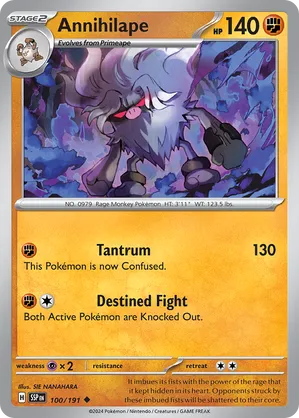 STAGE2 Annihilape HP 140
Evolves from Primeape
NO. 0979 Rage Monkey Pokémon HT: 3'11" WT: 123.5 lbs.
Tantrum 130
This Pokémon is now Confused.
Destined Fight
Both Active Pokémon are Knocked Out.
weakness ×2 resistance retreat
Illus. SIE NANAHARA
H SSP EN 100/191
It imbues its fists with the power of the rage that it
kept hidden in its heart. Opponents struck by
these imbued fists will be shattered to their core.
©2024 Pokémon / Nintendo / Creatures / GAME FREAK